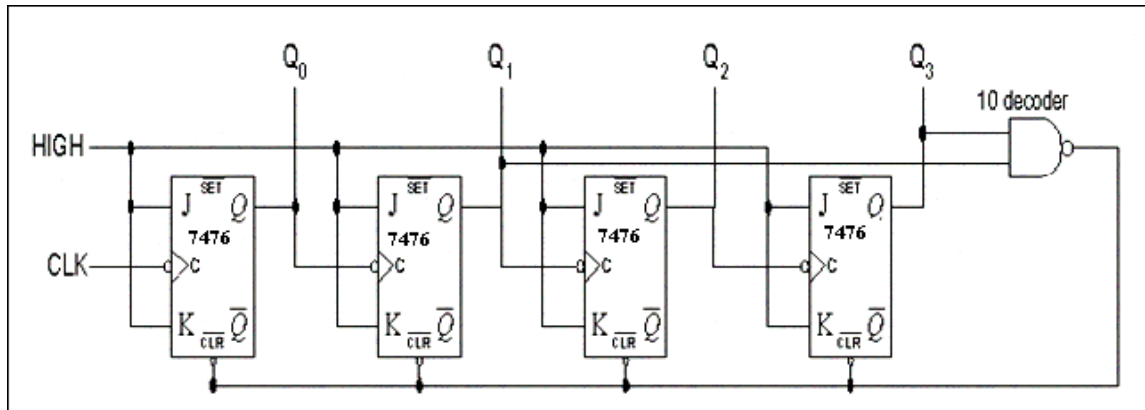 Q0 Q1 Q2 Q3
10 decoder
HIGH
SET SET SET SET
J Q J Q J Q J Q
7476 7476 7476 7476
CLK C C C C
K Q̅ K Q̅ K Q̅ K Q̅
CLR CLR CLR CLR